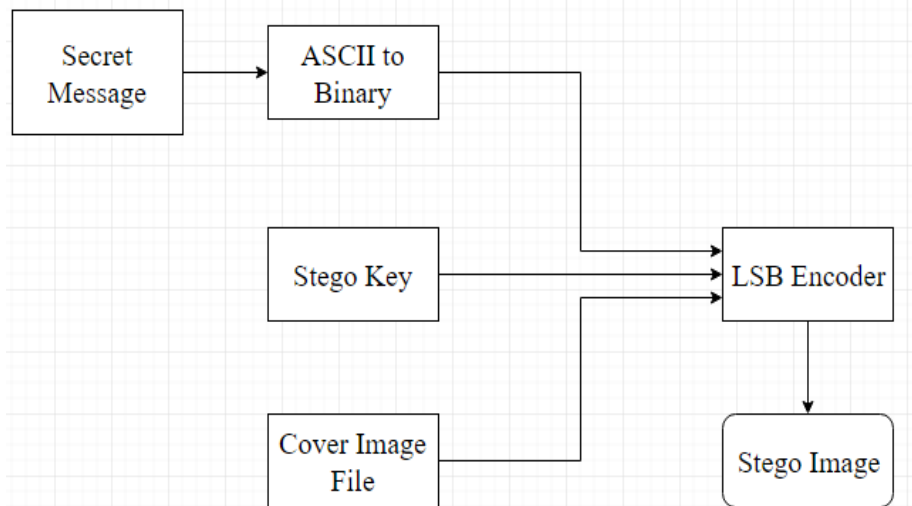 Secret
Message
ASCII to
Binary
Stego Key
LSB Encoder
Cover Image
File
Stego Image